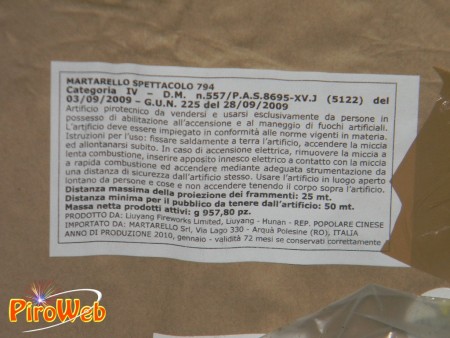 MARTARELLO SPETTACOLO 794
Categoria IV – D.M. n.557/P.A.S.8695-XV.J (5122) del
03/09/2009 – G.U.N. 225 del 28/09/2009
Artificio pirotecnico da vendersi e usarsi esclusivamente da persone in
possesso di abilitazione all'accensione e al maneggio di fuochi artificiali.
L'artificio deve essere impiegato in conformità alle norme vigenti in materia.
Istruzioni per l'uso: fissare saldamente a terra l'artificio, accendere la miccia
ed allontanarsi subito. In caso di accensione elettrica, rimuovere la miccia a
lenta combustione, inserire apposito innesco elettrico a contatto con la miccia
a rapida combustione ed accendere mediante adeguata strumentazione da
una distanza di sicurezza dall'artificio stesso. Usare l'artificio in luogo aperto
lontano da persone e cose e non accendere tenendo il corpo sopra l'artificio.
Distanza massima della proiezione dei frammenti: 25 mt.
Distanza minima per il pubblico da tenere dall'artificio: 50 mt.
Massa netta prodotti attivi: g 957,80 pz.
PRODOTTO DA: Liuyang Fireworks Limited, Liuyang - Hunan - REP. POPOLARE CINESE
IMPORTATO DA: MARTARELLO Srl, Via Lago 330 - Arquà Polesine (RO), ITALIA
ANNO DI PRODUZIONE 2010, gennaio - validità 72 mesi se conservati correttamente
PiroWeb